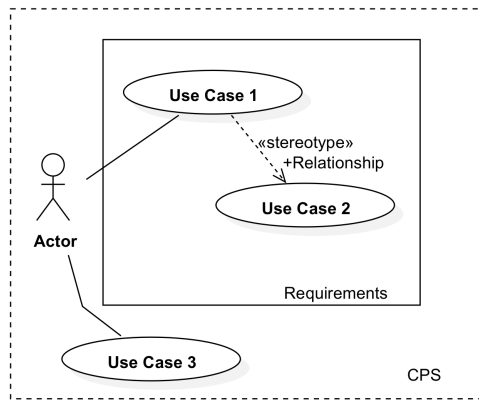 Use Case 1
«stereotype»
+Relationship
Use Case 2
Actor
Requirements
Use Case 3
CPS